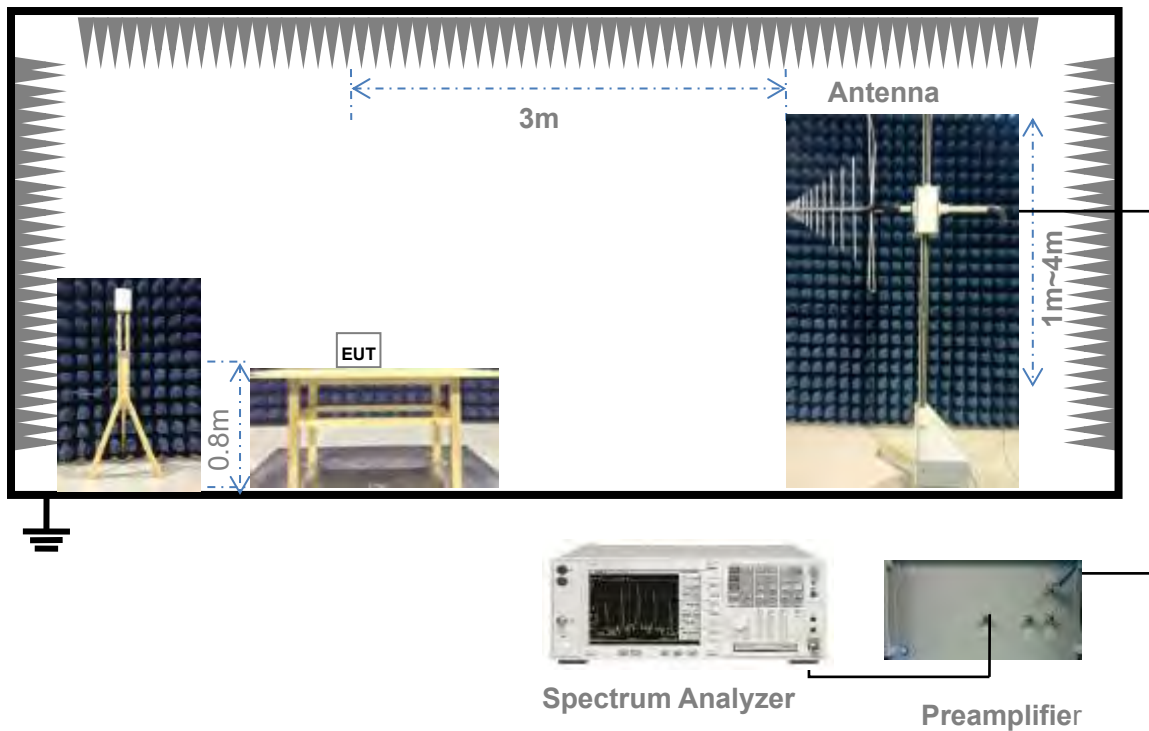 Antenna
3m
1m~4m
EUT
0.8m
Spectrum Analyzer
Preamplifier